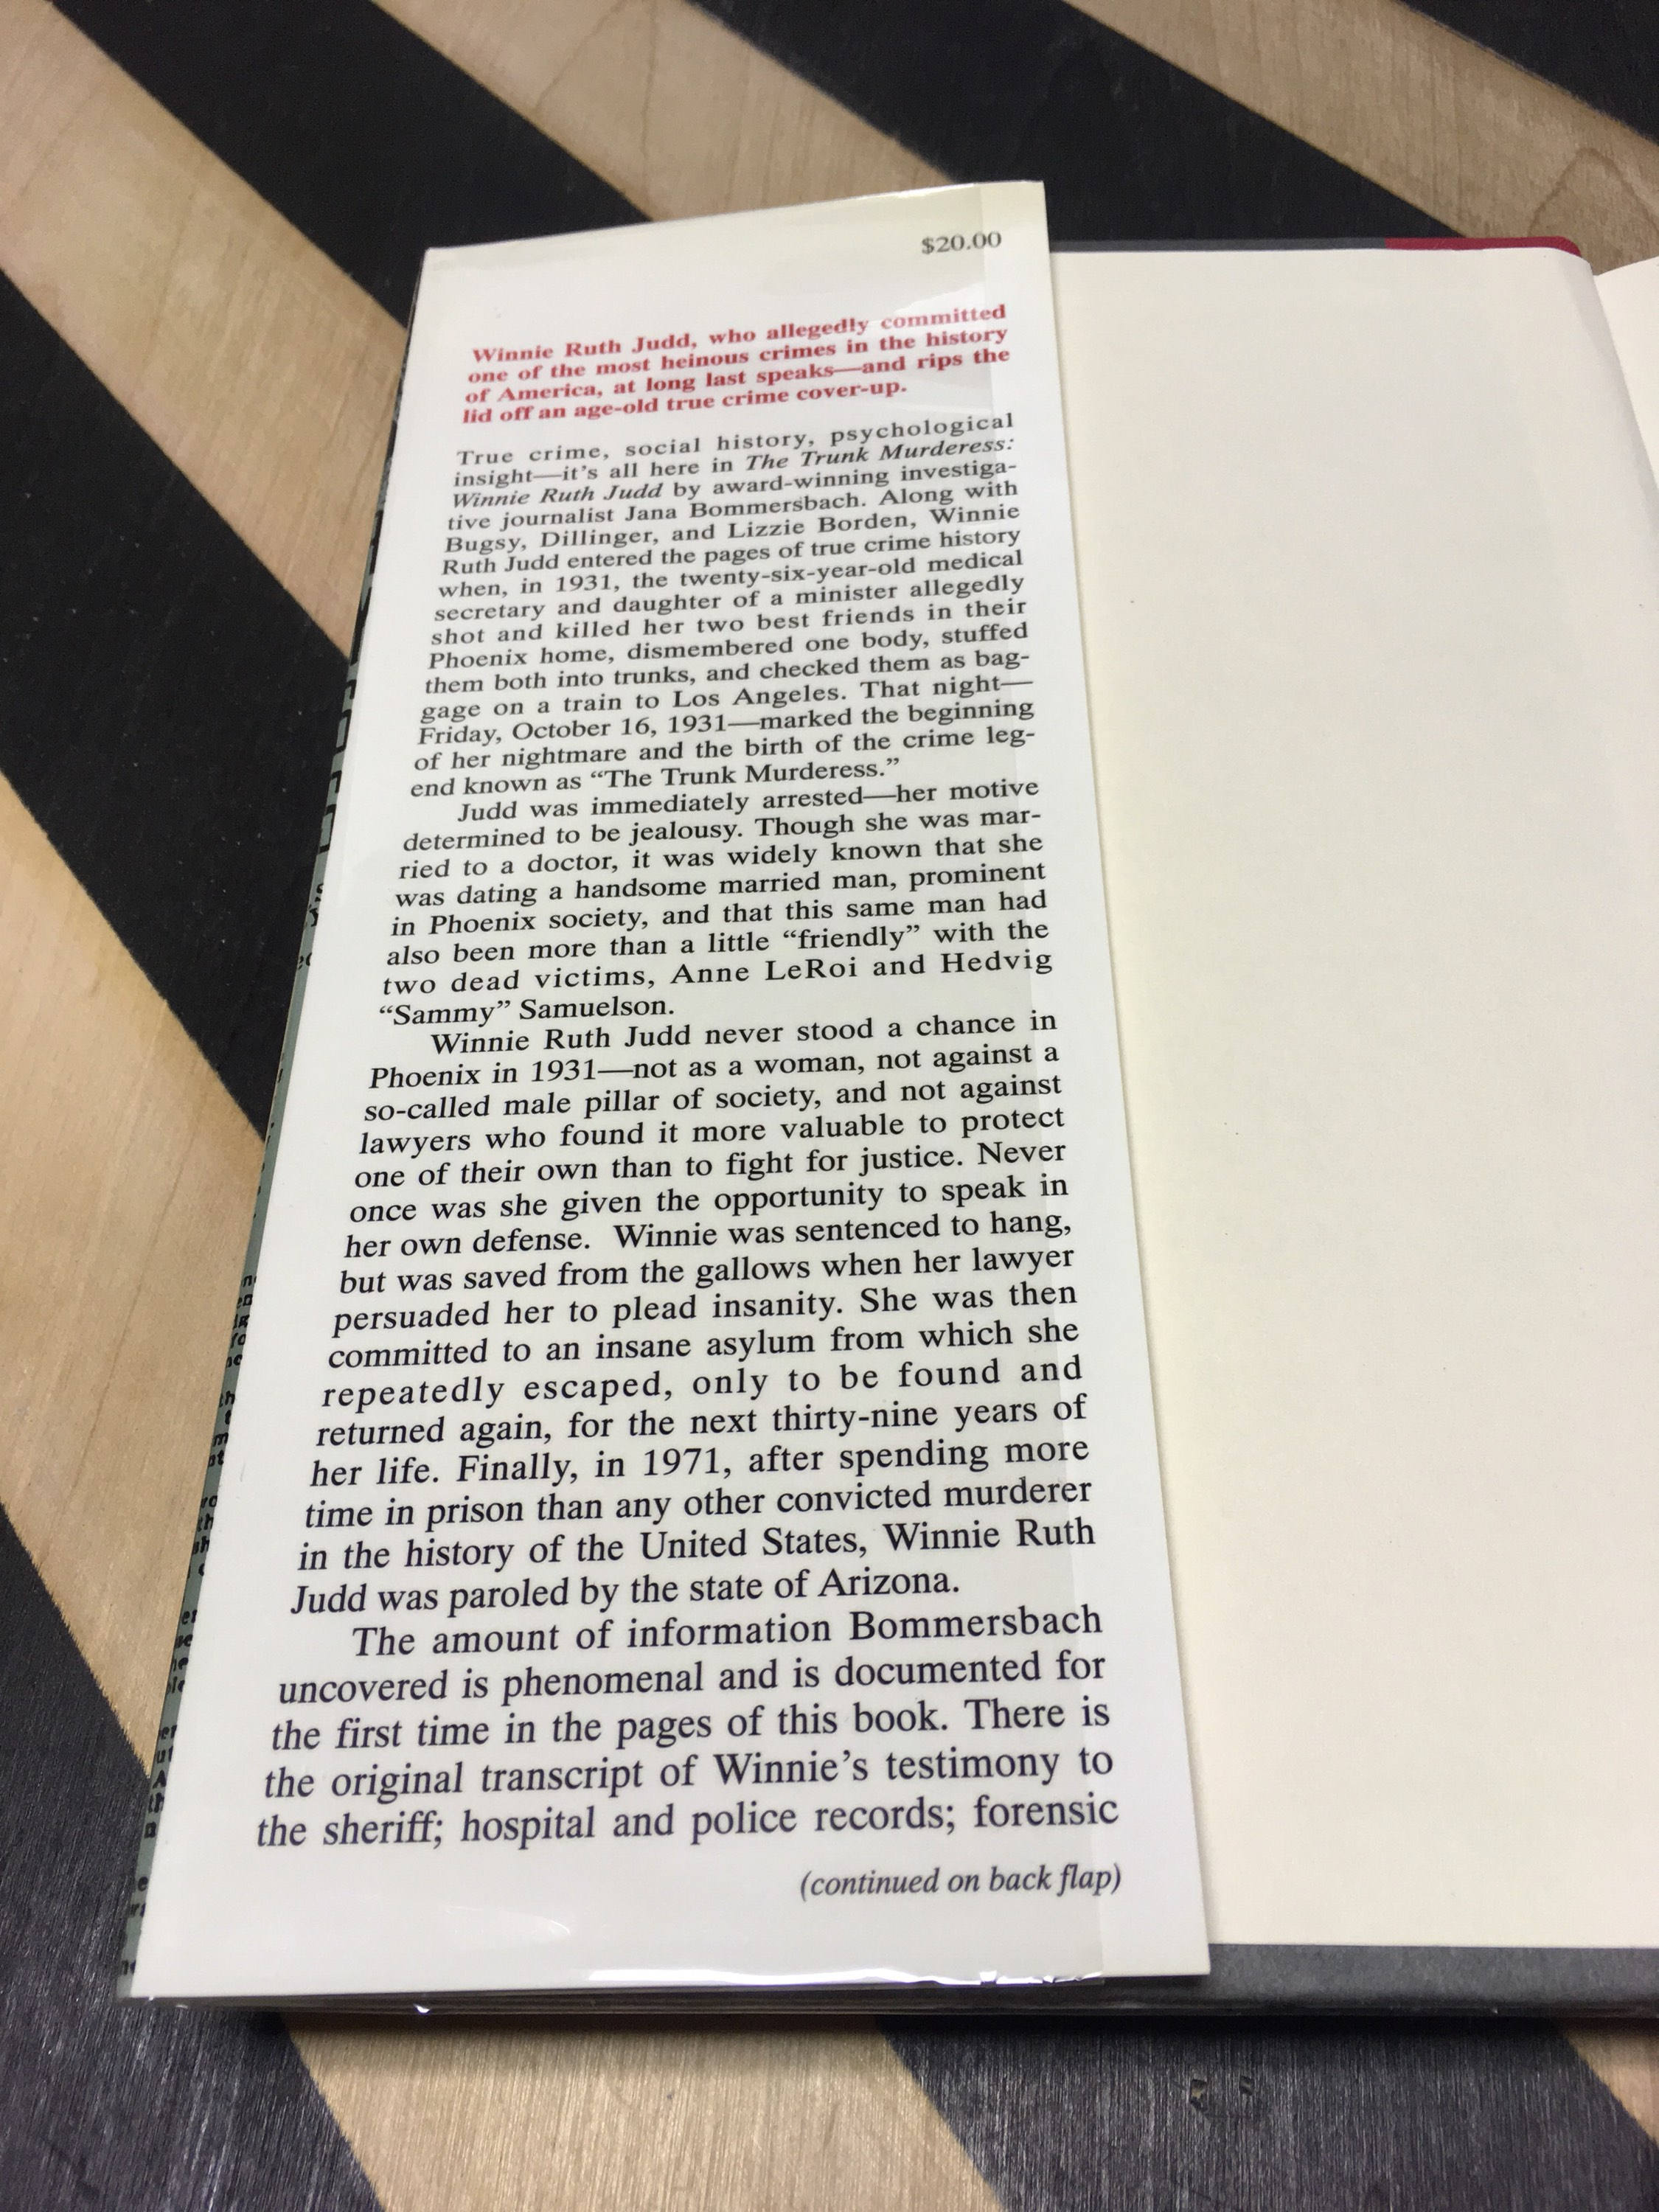 $20.00
Winnie Ruth Judd, who allegedly committed
one of the most heinous crimes in the history
of America, at long last speaks—and rips the
lid off an age-old true crime cover-up.
True crime, social history, psychological
insight—it's all here in The Trunk Murderess:
Winnie Ruth Judd by award-winning investiga-
tive journalist Jana Bommersbach. Along with
Bugsy, Dillinger, and Lizzie Borden, Winnie
Ruth Judd entered the pages of true crime history
when, in 1931, the twenty-six-year-old medical
secretary and daughter of a minister allegedly
shot and killed her two best friends in their
Phoenix home, dismembered one body, stuffed
them both into trunks, and checked them as bag-
gage on a train to Los Angeles. That night—
Friday, October 16, 1931—marked the beginning
of her nightmare and the birth of the crime leg-
end known as “The Trunk Murderess.”
Judd was immediately arrested—her motive
determined to be jealousy. Though she was mar-
ried to a doctor, it was widely known that she
was dating a handsome married man, prominent
in Phoenix society, and that this same man had
also been more than a little “friendly” with the
two dead victims, Anne LeRoi and Hedvig
“Sammy” Samuelson.
Winnie Ruth Judd never stood a chance in
Phoenix in 1931—not as a woman, not against a
so-called male pillar of society, and not against
lawyers who found it more valuable to protect
one of their own than to fight for justice. Never
once was she given the opportunity to speak in
her own defense. Winnie was sentenced to hang,
but was saved from the gallows when her lawyer
persuaded her to plead insanity. She was then
committed to an insane asylum from which she
repeatedly escaped, only to be found and
returned again, for the next thirty-nine years of
her life. Finally, in 1971, after spending more
time in prison than any other convicted murderer
in the history of the United States, Winnie Ruth
Judd was paroled by the state of Arizona.
The amount of information Bommersbach
uncovered is phenomenal and is documented for
the first time in the pages of this book. There is
the original transcript of Winnie's testimony to
the sheriff; hospital and police records; forensic
(continued on back flap)